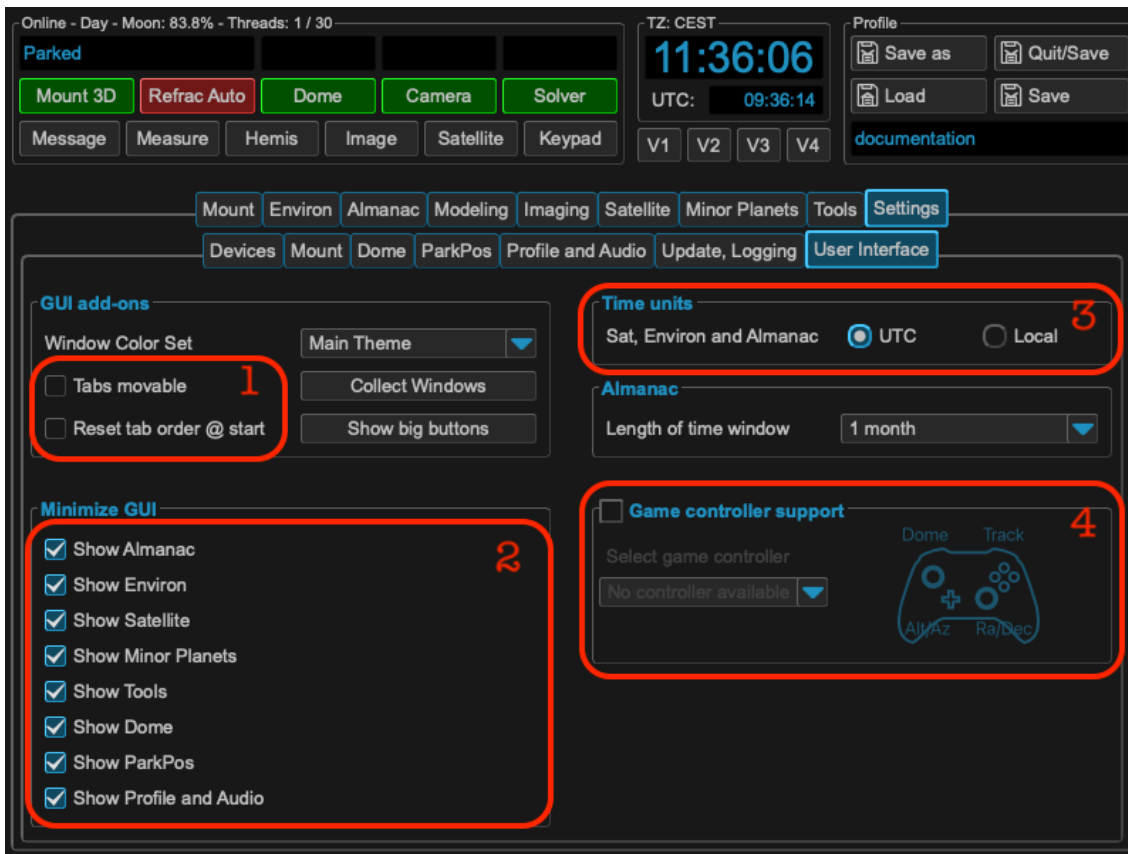 Online - Day - Moon: 83.8% - Threads: 1 / 30
TZ: CEST
Profile
Parked
11:36:06
Save as
Quit/Save
Mount 3D
Refrac Auto
Dome
Camera
Solver
UTC:
09:36:14
Load
Save
Message
Measure
Hemis
Image
Satellite
Keypad
V1
V2
V3
V4
documentation
Mount
Environ
Almanac
Modeling
Imaging
Satellite
Minor Planets
Tools
Settings
Devices
Mount
Dome
ParkPos
Profile and Audio
Update, Logging
User Interface
GUI add-ons
Window Color Set
Main Theme
Tabs movable
1
Collect Windows
Reset tab order @ start
Show big buttons
Time units
3
Sat, Environ and Almanac
UTC
Local
Almanac
Length of time window
1 month
Minimize GUI
2
Show Almanac
Show Environ
Show Satellite
Show Minor Planets
Show Tools
Show Dome
Show ParkPos
Show Profile and Audio
Game controller support
4
Select game controller
No controller available
Dome
Track
Alt/Az
Ra/Dec